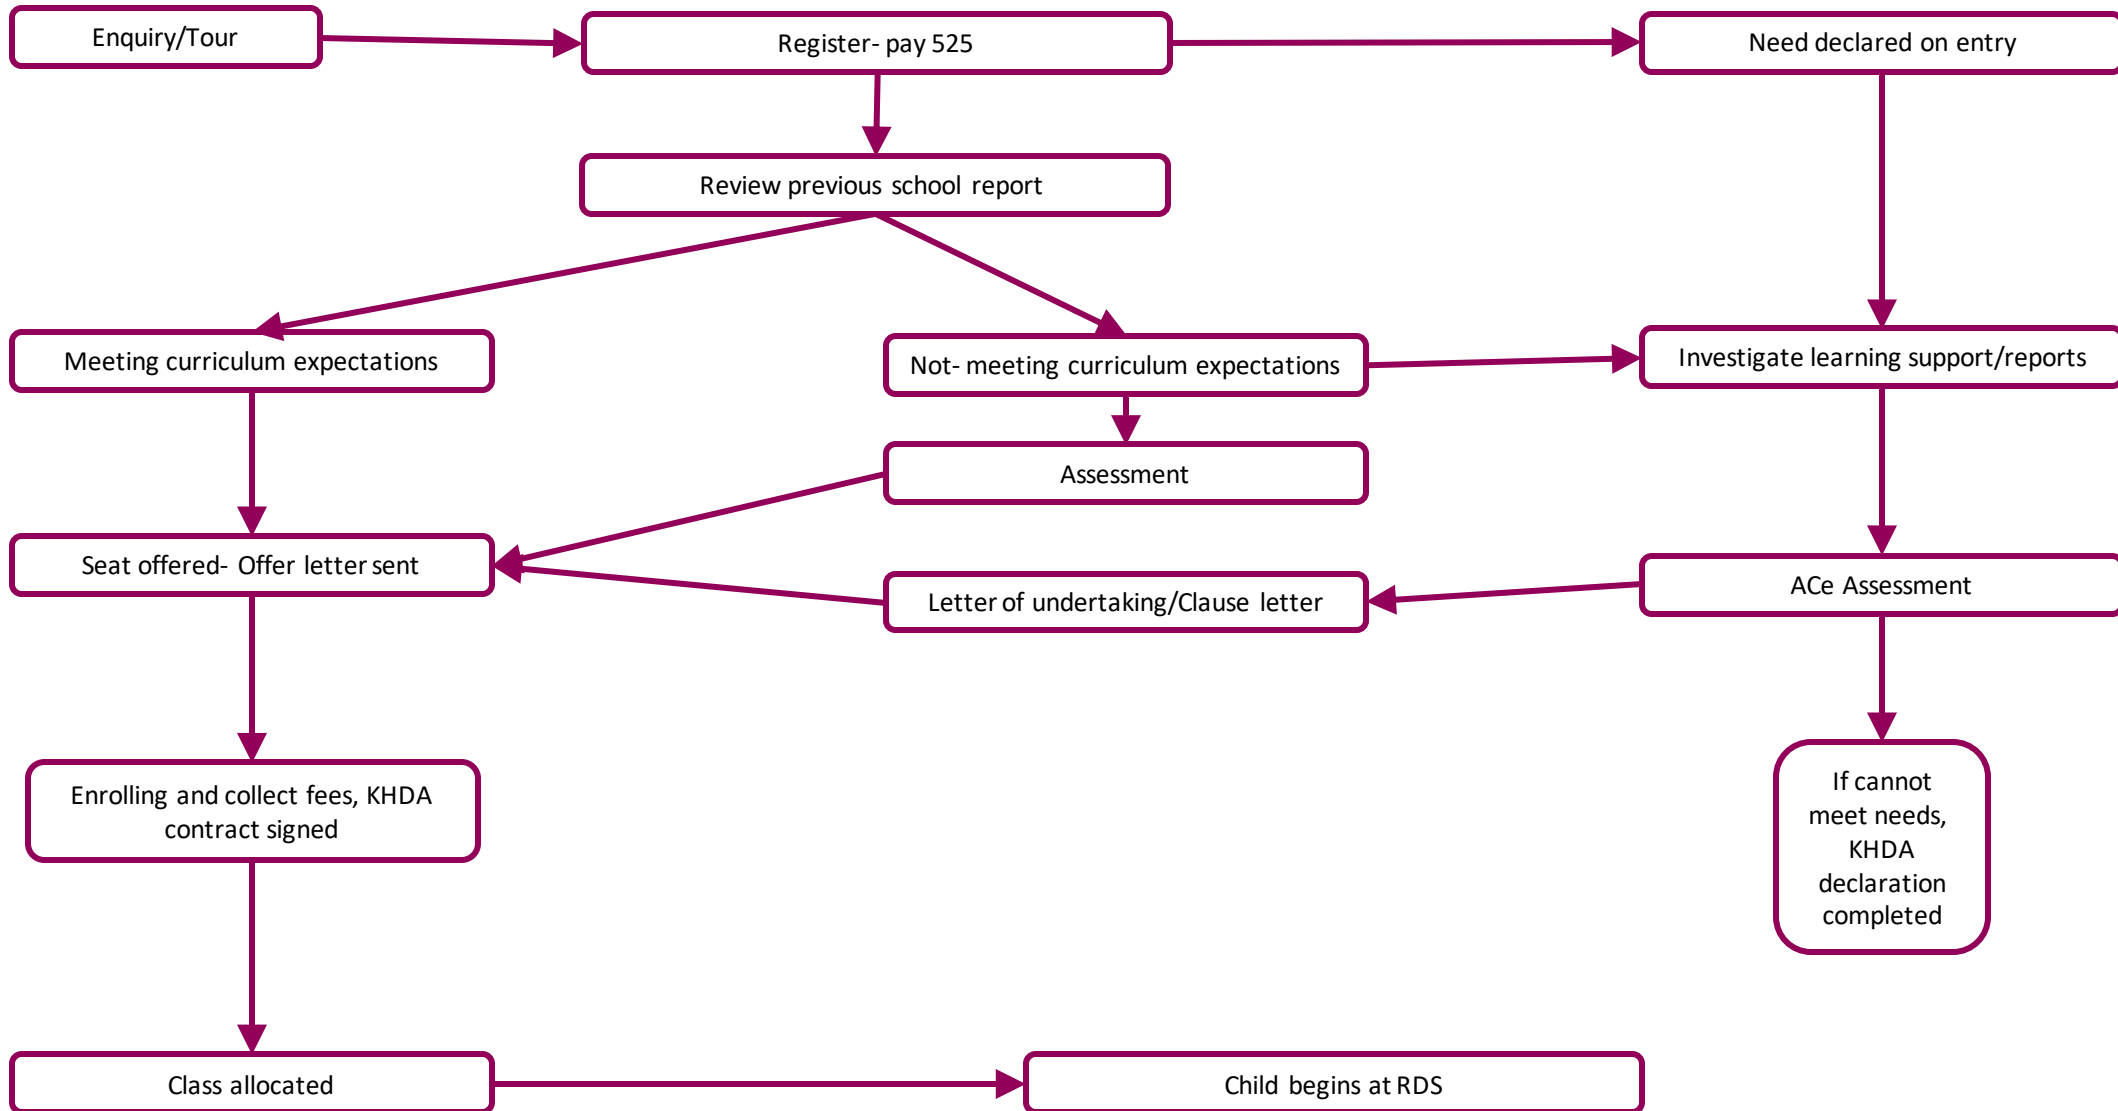 Enquiry/Tour
Register- pay 525
Need declared on entry
Review previous school report
Meeting curriculum expectations
Not- meeting curriculum expectations
Investigate learning support/reports
Assessment
Seat offered- Offer letter sent
Letter of undertaking/Clause letter
ACe Assessment
Enrolling and collect fees, KHDA
contract signed
If cannot
meet needs,
KHDA
declaration
completed
Class allocated
Child begins at RDS